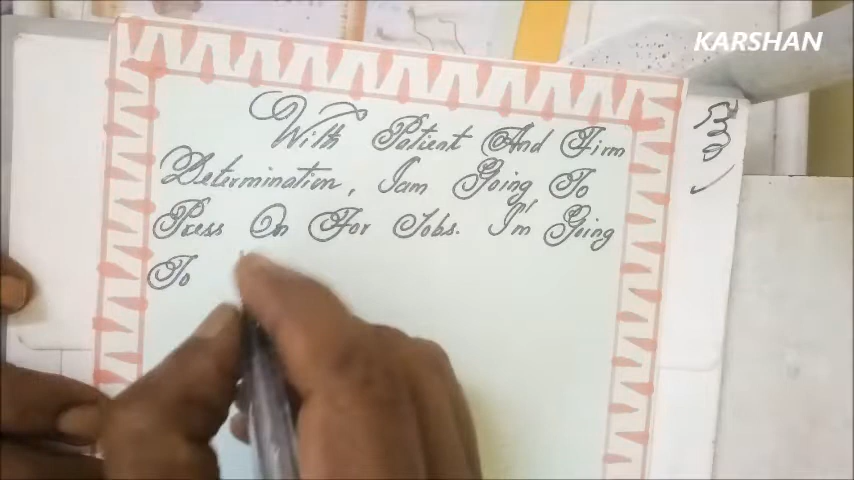 KARSHAN
With Patient And Firm
Determination, Iam Going To
Press On For Jobs. I'm Going
To